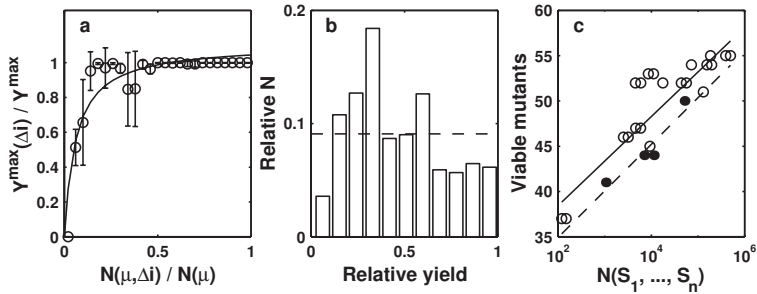 a
Y^max(Δi) / Y^max
1
0.8
0.6
0.4
0.2
0
0 0.5 1
N(μ,Δi) / N(μ)
b
Relative N
0.2
0.1
0
0 0.5 1
Relative yield
c
Viable mutants
60
55
50
45
40
35
10^2 10^4 10^6
N(S_1, ..., S_n)